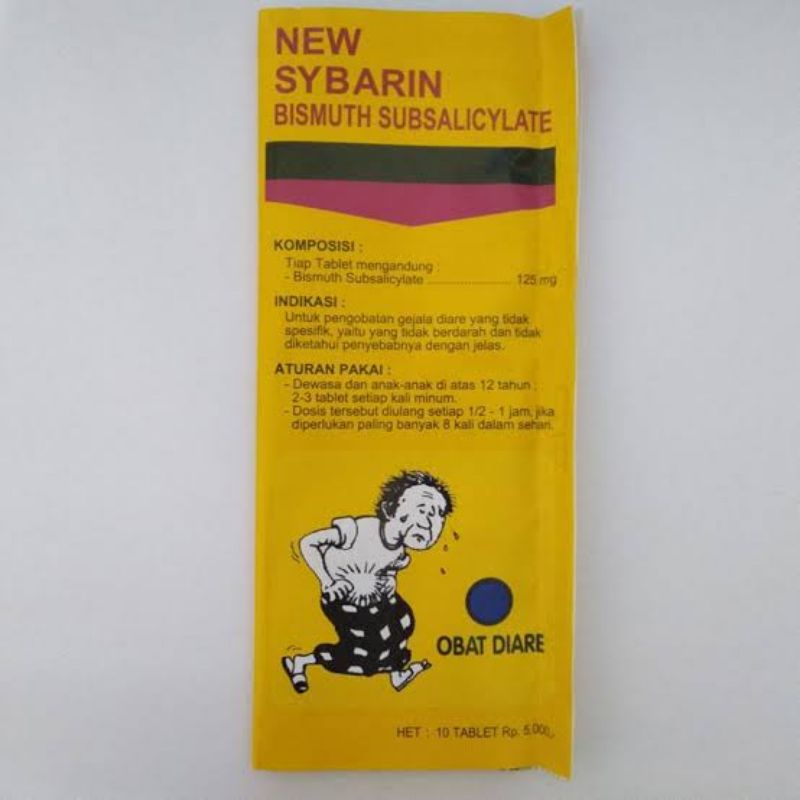 NEW
SYBARIN
BISMUTH SUBSALICYLATE
KOMPOSISI :
Tiap Tablet mengandung :
- Bismuth Subsalicylate ........................ 125 mg
INDIKASI :
Untuk pengobatan gejala diare yang tidak
spesifik, yaitu yang tidak berdarah dan tidak
diketahui penyebabnya dengan jelas.
ATURAN PAKAI :
- Dewasa dan anak-anak di atas 12 tahun :
2-3 tablet setiap kali minum.
- Dosis tersebut diulang setiap 1/2 - 1 jam, jika
diperlukan paling banyak 8 kali dalam sehari.
OBAT DIARE
HET : 10 TABLET Rp. 5.000,-